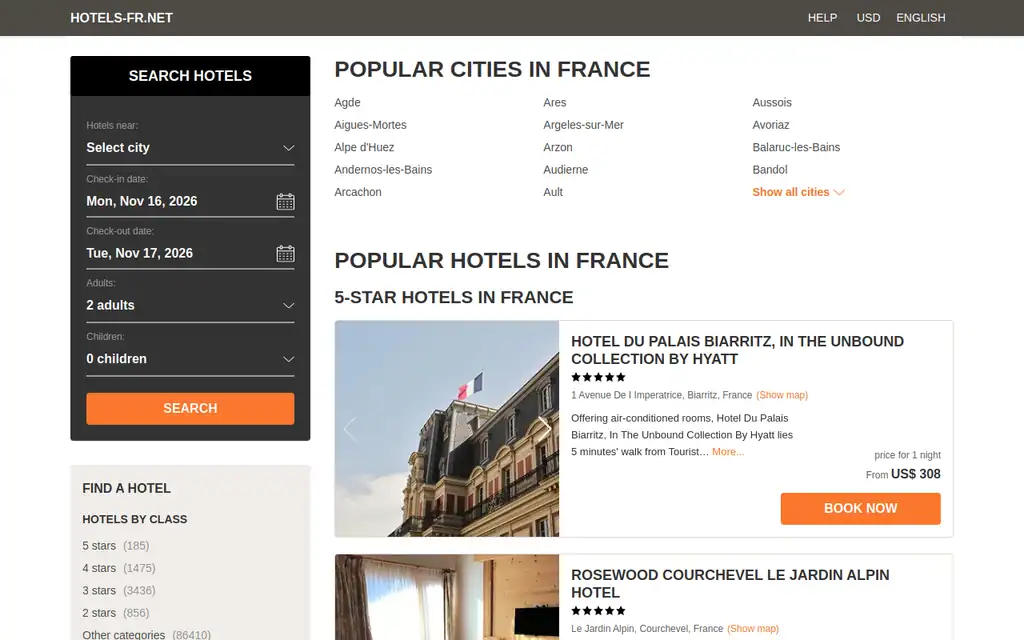 HOTELS-FR.NET
HELP
USD
ENGLISH
SEARCH HOTELS
Hotels near:
Select city
Check-in date:
Mon, Nov 16, 2026
Check-out date:
Tue, Nov 17, 2026
Adults:
2 adults
Children:
0 children
SEARCH
FIND A HOTEL
HOTELS BY CLASS
5 stars (185)
4 stars (1475)
3 stars (3436)
2 stars (856)
Other categories (86410)
POPULAR CITIES IN FRANCE
Agde
Aigues-Mortes
Alpe d'Huez
Andernos-les-Bains
Arcachon
Ares
Argeles-sur-Mer
Arzon
Audierne
Ault
Aussois
Avoriaz
Balaruc-les-Bains
Bandol
Show all cities
POPULAR HOTELS IN FRANCE
5-STAR HOTELS IN FRANCE
HOTEL DU PALAIS BIARRITZ, IN THE UNBOUND
COLLECTION BY HYATT
1 Avenue De l Imperatrice, Biarritz, France (Show map)
Offering air-conditioned rooms, Hotel Du Palais
Biarritz, In The Unbound Collection By Hyatt lies
5 minutes' walk from Tourist… More...
price for 1 night
From US$ 308
BOOK NOW
ROSEWOOD COURCHEVEL LE JARDIN ALPIN
HOTEL
Le Jardin Alpin, Courchevel, France (Show map)